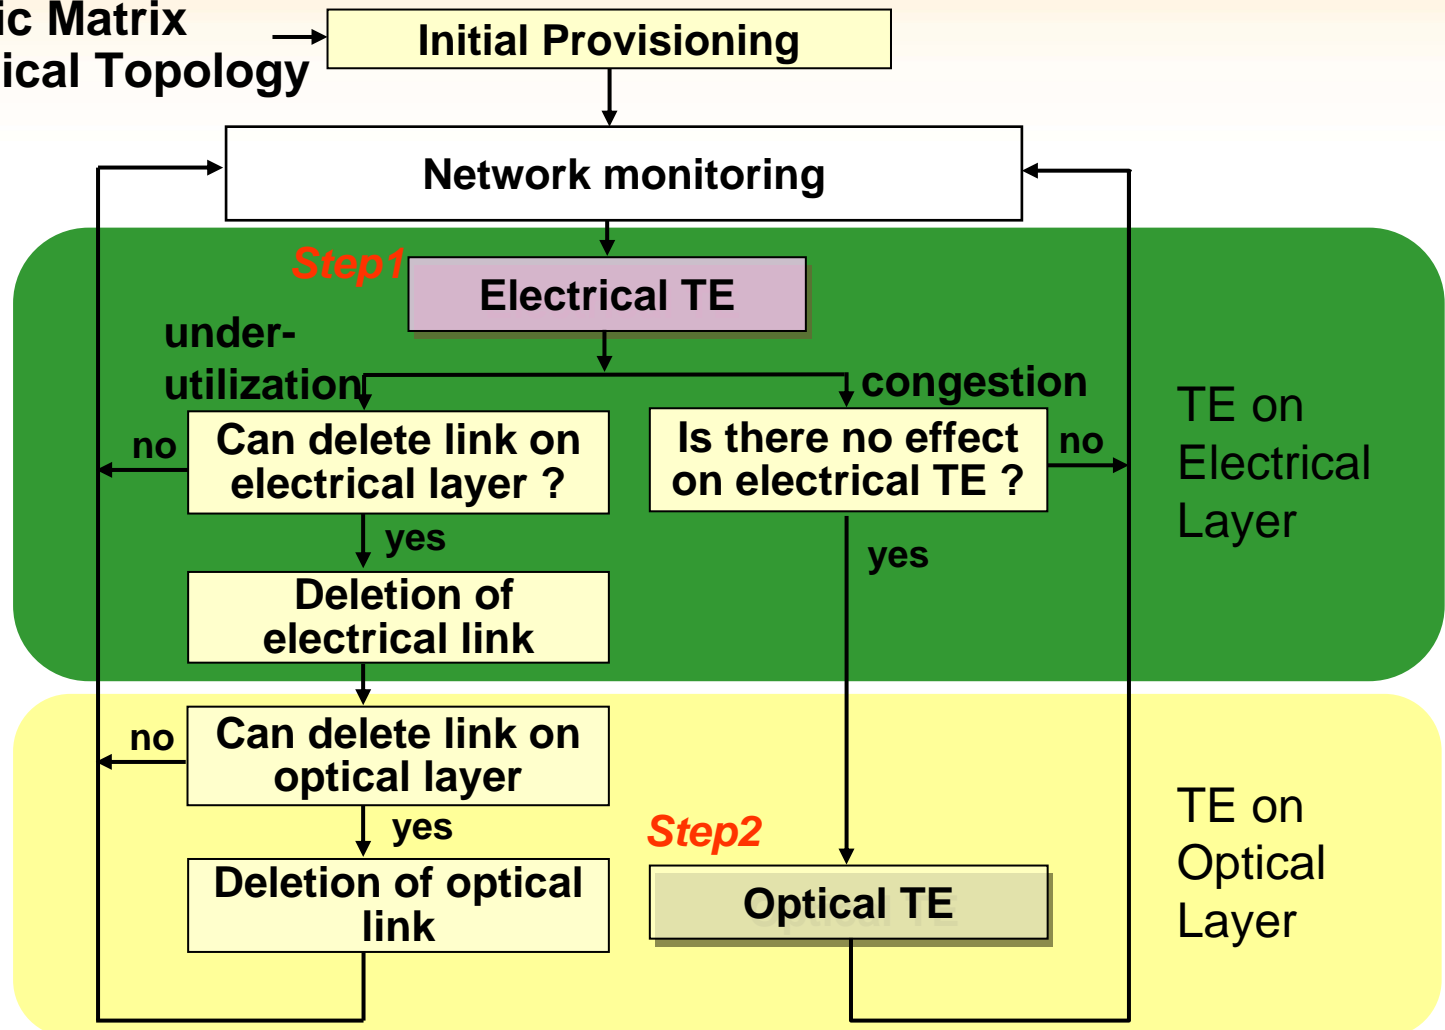 ic Matrix
ical Topology
Initial Provisioning
Network monitoring
Step1
Electrical TE
under-
utilization
congestion
no
Can delete link on
electrical layer ?
Is there no effect
on electrical TE ?
no
TE on
Electrical
Layer
yes
yes
Deletion of
electrical link
no
Can delete link on
optical layer
yes
Step2
TE on
Optical
Layer
Deletion of optical
link
Optical TE